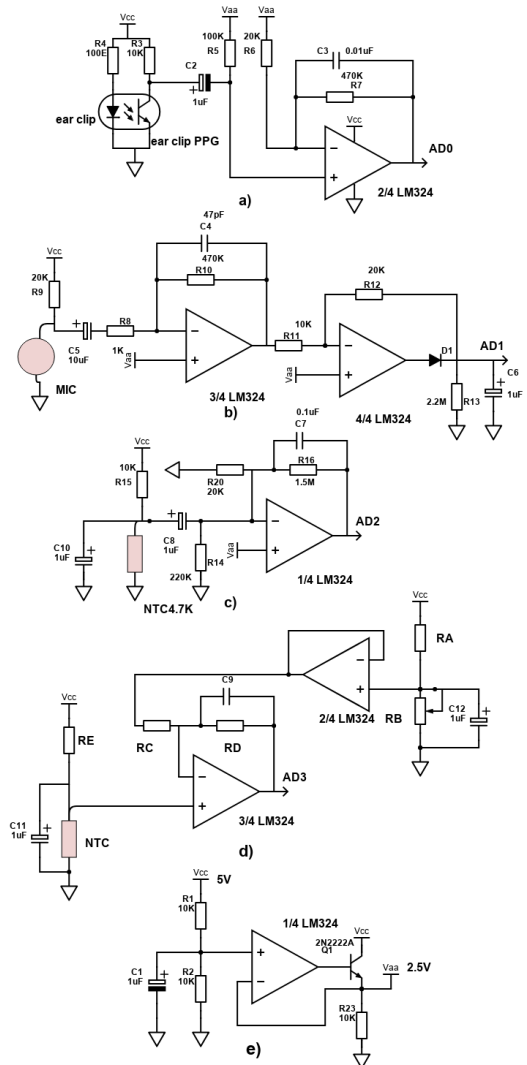 Vcc
R4
100E
R3
10K
C2
1uF
+
ear clip
ear clip PPG
Vaa
100K
R5
Vaa
20K
R6
C3
0.01uF
470K
R7
Vcc
−
+
AD0
2/4 LM324
a)
Vcc
20K
R9
+
C5
10uF
MIC
R8
1K
47pF
C4
470K
R10
−
+
Vaa
3/4 LM324
10K
R11
20K
R12
−
+
Vaa
4/4 LM324
D1
AD1
2.2M
R13
+
C6
1uF
b)
Vcc
10K
R15
C10
1uF
+
NTC4.7K
+
C8
1uF
R20
20K
R14
220K
0.1uF
C7
R16
1.5M
−
+
Vaa
AD2
1/4 LM324
c)
Vcc
RA
−
+
2/4 LM324
RB
C12
1uF
+
C9
RC
RD
Vcc
RE
−
+
AD3
3/4 LM324
C11
1uF
+
NTC
d)
Vcc
5V
R1
10K
C1
1uF
+
R2
10K
1/4 LM324
+
−
2N2222A
Q1
Vcc
Vaa
2.5V
R23
10K
e)